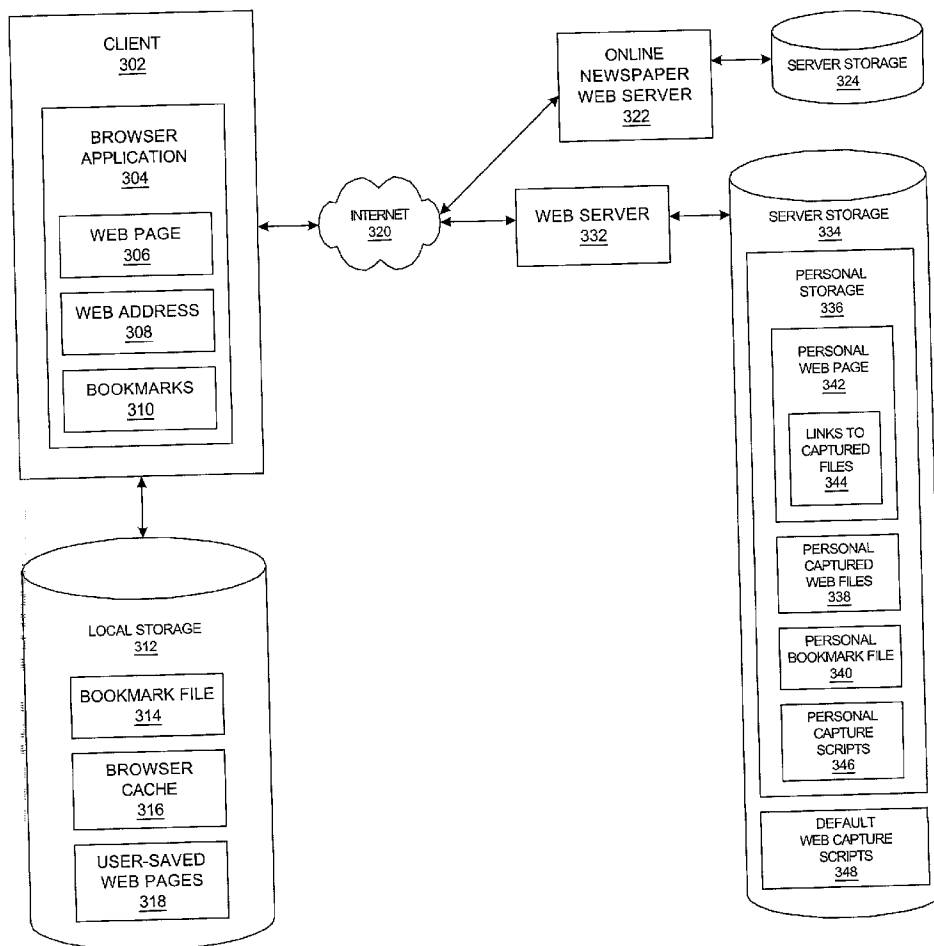 CLIENT
302
BROWSER
APPLICATION
304
WEB PAGE
306
WEB ADDRESS
308
BOOKMARKS
310
LOCAL STORAGE
312
BOOKMARK FILE
314
BROWSER
CACHE
316
USER-SAVED
WEB PAGES
318
INTERNET
320
ONLINE
NEWSPAPER
WEB SERVER
322
SERVER STORAGE
324
WEB SERVER
332
SERVER STORAGE
334
PERSONAL
STORAGE
336
PERSONAL
WEB PAGE
342
LINKS TO
CAPTURED
FILES
344
PERSONAL
CAPTURED
WEB FILES
338
PERSONAL
BOOKMARK FILE
340
PERSONAL
CAPTURE
SCRIPTS
346
DEFAULT
WEB CAPTURE
SCRIPTS
348